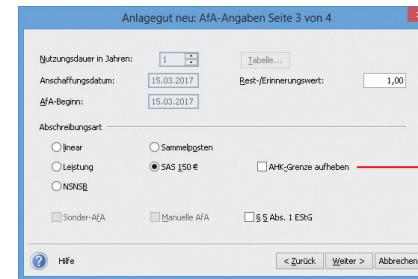 Anlagegut neu: AfA-Angaben Seite 3 von 4
Nutzungsdauer in Jahren: 1 Tabelle...
Anschaffungsdatum: 15.03.2017 Rest-/Erinnerungswert: 1,00
AfA-Beginn: 15.03.2017
Abschreibungsart
linear Sammelposten
Leistung SAS 150 € AHK-Grenze aufheben
NSNSB
Sonder-AfA Manuelle AfA § 5 Abs. 1 EStG
? Hilfe < Zurück Weiter > Abbrechen